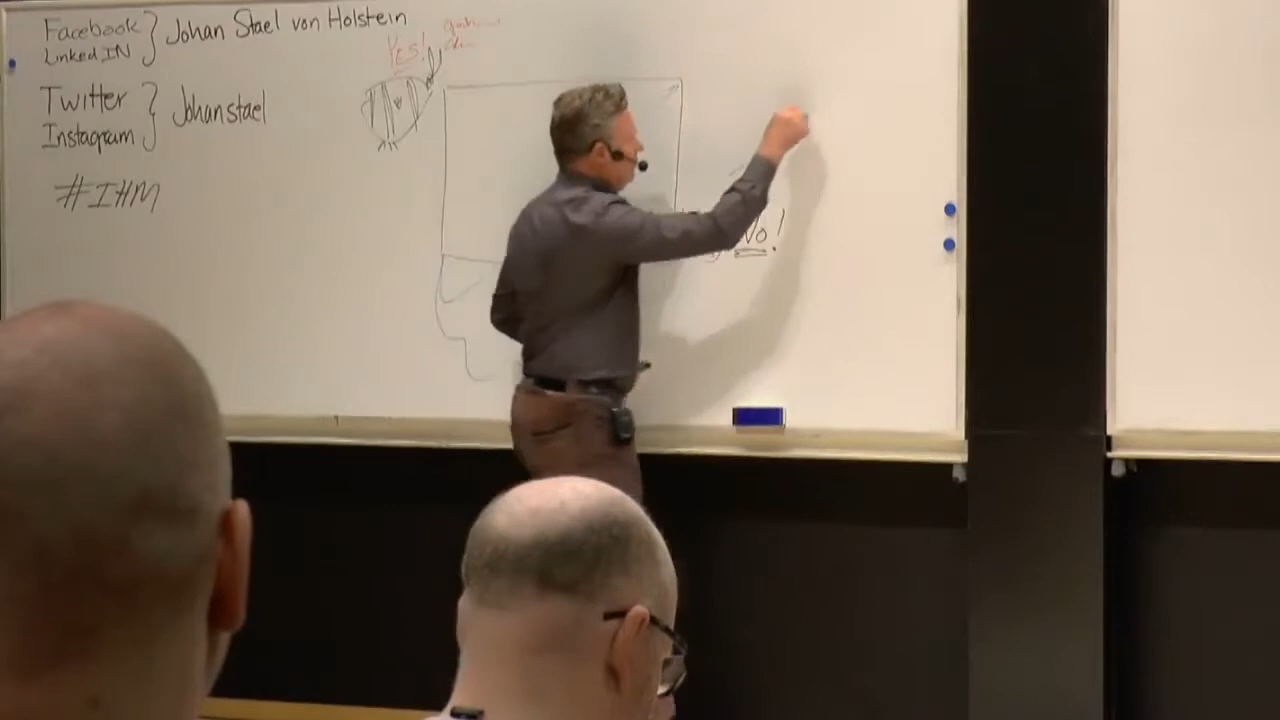 Facebook
Linked IN
Johan Stael von Holstein
Twitter
Instagram
Johanstael
#IHM
Yes!
No!